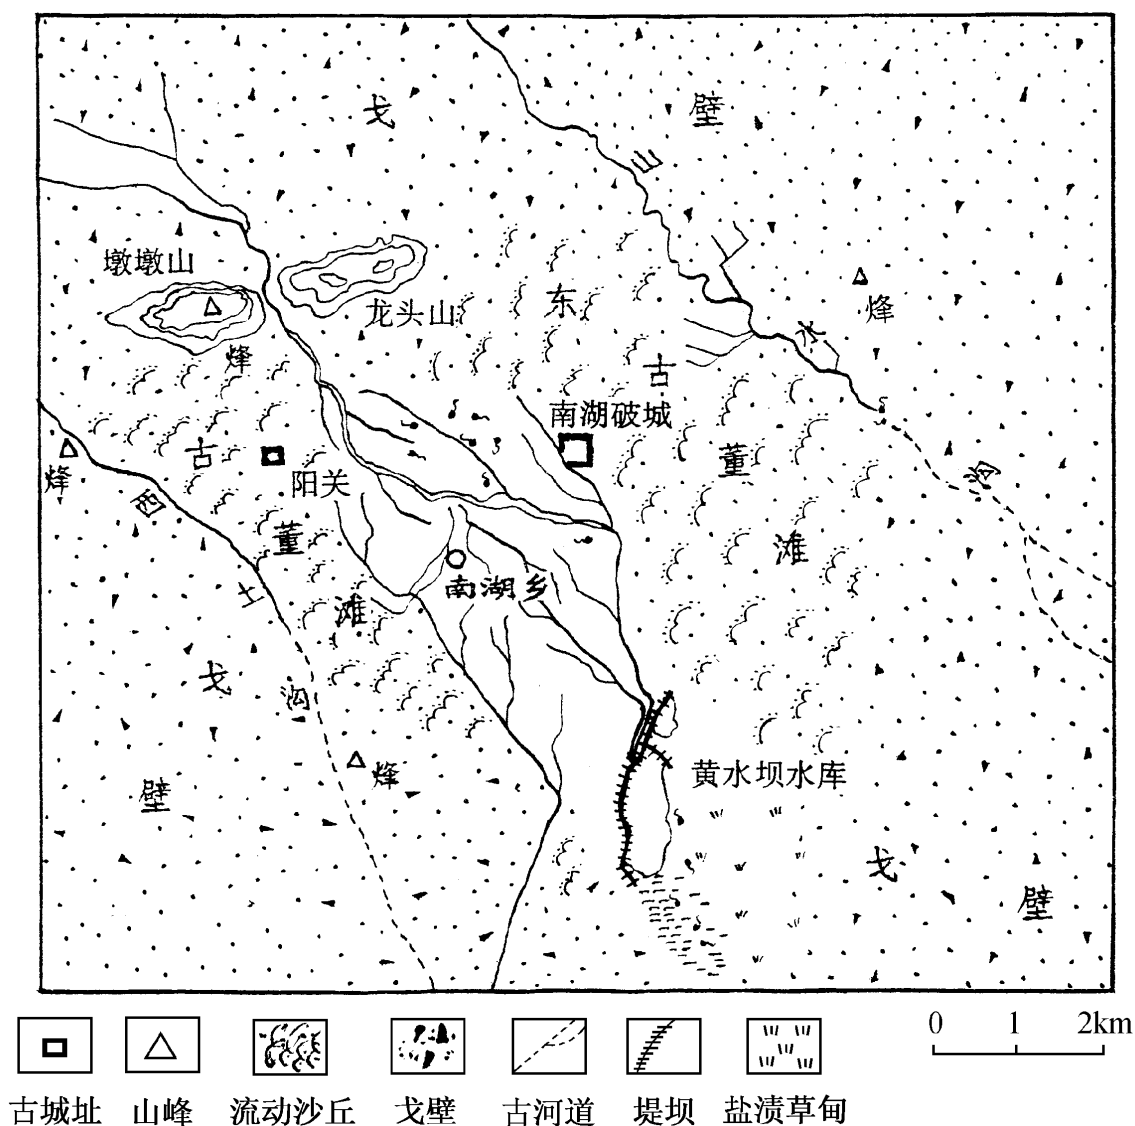 戈 壁
山
墩墩山
龙头山
东
烽
水
烽
古
南湖破城
古
阳关
董
烽
西
沟
董
滩
土
南湖乡
滩
戈
沟
黄水坝水库
烽
壁
戈
壁
0 1 2km
古城址 山峰 流动沙丘 戈壁 古河道 堤坝 盐渍草甸